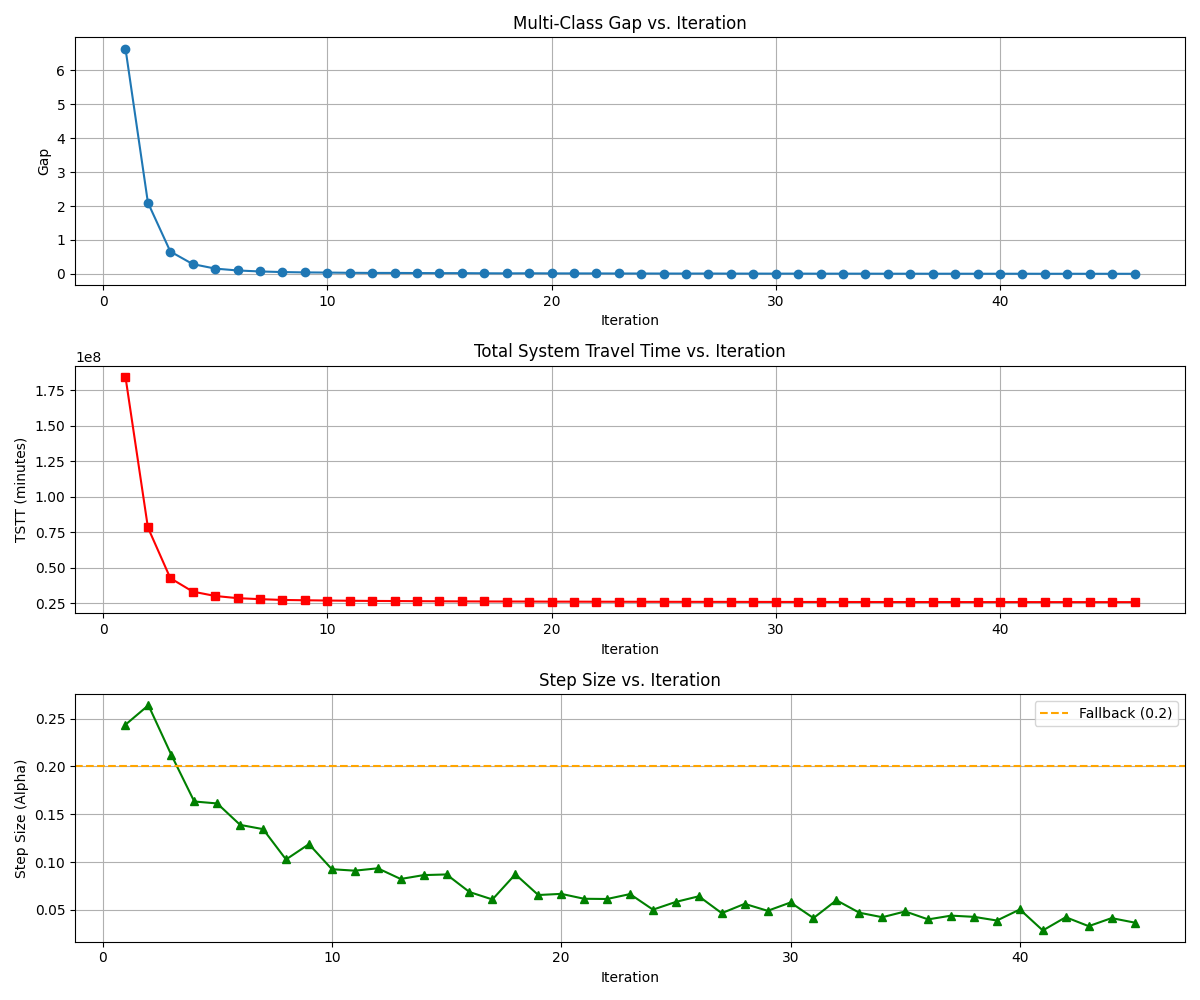 Multi-Class Gap vs. Iteration
6
5
4
3
2
1
0
Gap
0 10 20 30 40
Iteration
Total System Travel Time vs. Iteration
1e8
1.75
1.50
1.25
1.00
0.75
0.50
0.25
TSTT (minutes)
0 10 20 30 40
Iteration
Step Size vs. Iteration
Fallback (0.2)
0.25
0.20
0.15
0.10
0.05
Step Size (Alpha)
0 10 20 30 40
Iteration